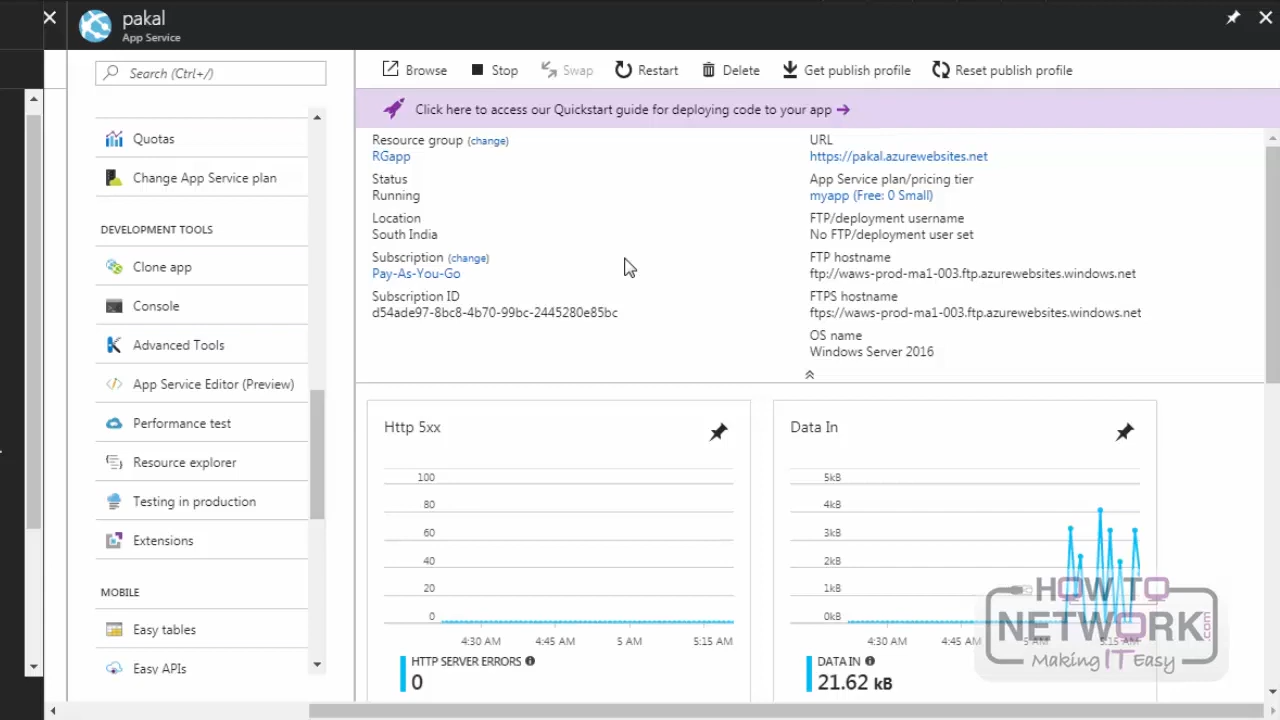 pakal
App Service
Search (Ctrl+/)
Quotas
Change App Service plan
DEVELOPMENT TOOLS
Clone app
Console
Advanced Tools
App Service Editor (Preview)
Performance test
Resource explorer
Testing in production
Extensions
MOBILE
Easy tables
Easy APIs
Browse Stop Swap Restart Delete Get publish profile Reset publish profile
Click here to access our Quickstart guide for deploying code to your app
Resource group (change)
RGapp
Status
Running
Location
South India
Subscription (change)
Pay-As-You-Go
Subscription ID
d54ade97-8bc8-4b70-99bc-2445280e85bc
URL
https://pakal.azurewebsites.net
App Service plan/pricing tier
myapp (Free: 0 Small)
FTP/deployment username
No FTP/deployment user set
FTP hostname
ftp://waws-prod-ma1-003.ftp.azurewebsites.windows.net
FTPS hostname
ftps://waws-prod-ma1-003.ftp.azurewebsites.windows.net
OS name
Windows Server 2016
Http 5xx
100
80
60
40
20
0
4:30 AM 4:45 AM 5 AM 5:15 AM
HTTP SERVER ERRORS
0
Data In
5kB
4kB
3kB
2kB
1kB
0kB
4:30 AM 4:45 AM 5 AM 5:15 AM
DATA IN
21.62 kB
HOW TO
NETWORK.com
Making IT Easy